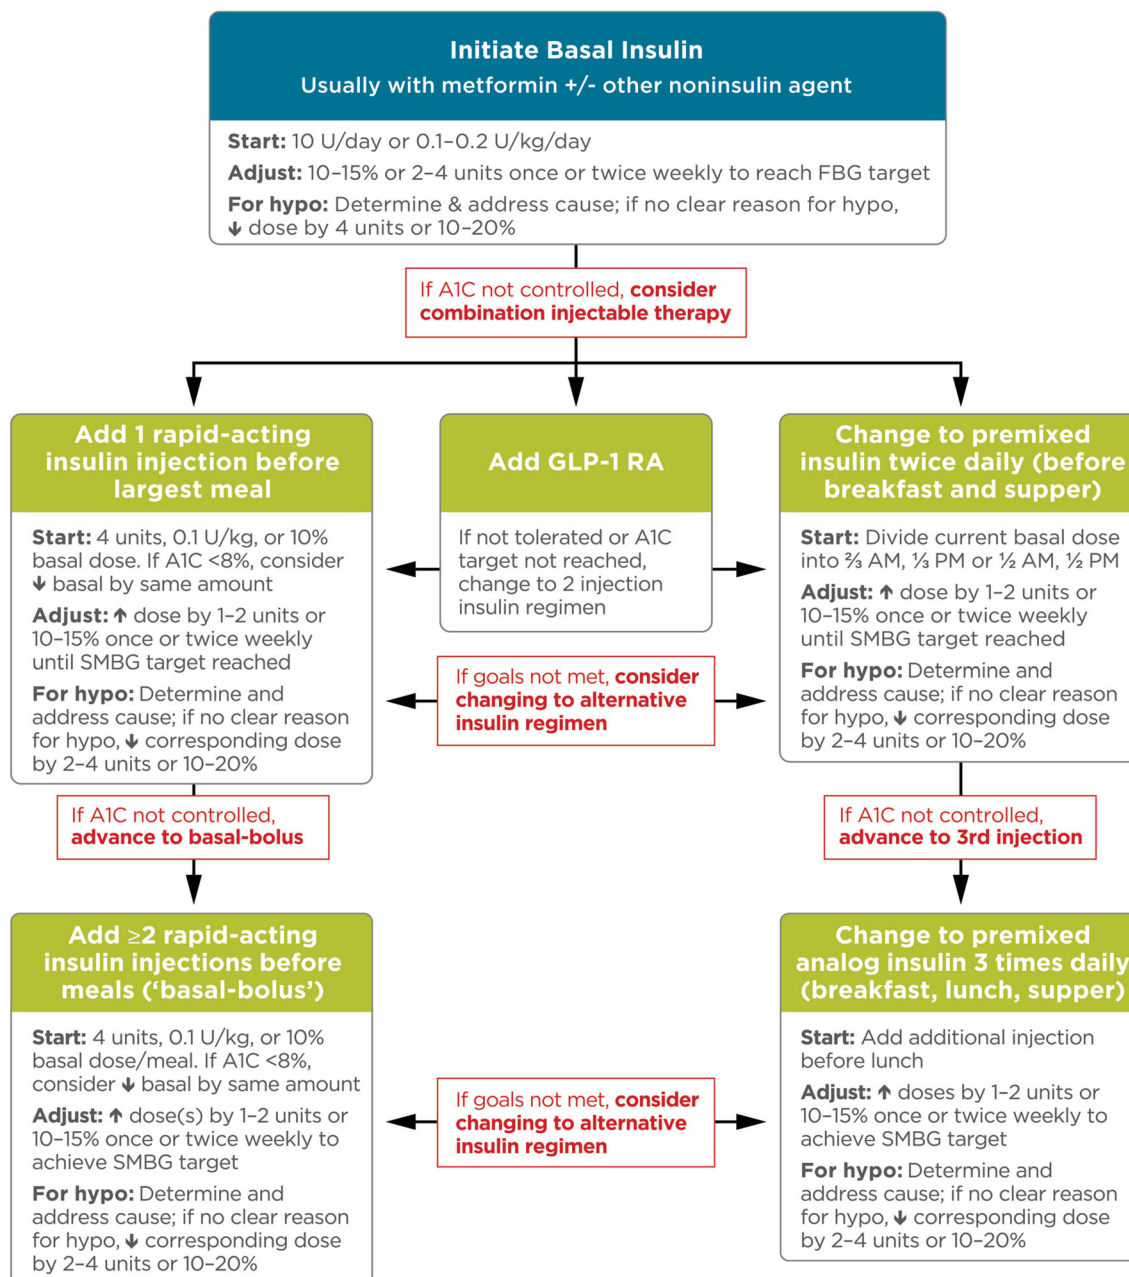 Initiate Basal Insulin
Usually with metformin +/- other noninsulin agent
Start: 10 U/day or 0.1–0.2 U/kg/day
Adjust: 10–15% or 2–4 units once or twice weekly to reach FBG target
For hypo: Determine & address cause; if no clear reason for hypo,
↓ dose by 4 units or 10–20%
If A1C not controlled, consider
combination injectable therapy
Add 1 rapid-acting
insulin injection before
largest meal
Start: 4 units, 0.1 U/kg, or 10%
basal dose. If A1C <8%, consider
↓ basal by same amount
Adjust: ↑ dose by 1–2 units or
10–15% once or twice weekly
until SMBG target reached
For hypo: Determine and
address cause; if no clear reason
for hypo, ↓ corresponding dose
by 2–4 units or 10–20%
Add GLP-1 RA
If not tolerated or A1C
target not reached,
change to 2 injection
insulin regimen
Change to premixed
insulin twice daily (before
breakfast and supper)
Start: Divide current basal dose
into ⅔ AM, ⅓ PM or ½ AM, ½ PM
Adjust: ↑ dose by 1–2 units or
10–15% once or twice weekly
until SMBG target reached
For hypo: Determine and
address cause; if no clear reason
for hypo, ↓ corresponding dose
by 2–4 units or 10–20%
If goals not met, consider
changing to alternative
insulin regimen
If A1C not controlled,
advance to basal-bolus
If A1C not controlled,
advance to 3rd injection
Add ≥2 rapid-acting
insulin injections before
meals (‘basal-bolus’)
Start: 4 units, 0.1 U/kg, or 10%
basal dose/meal. If A1C <8%,
consider ↓ basal by same amount
Adjust: ↑ dose(s) by 1–2 units or
10–15% once or twice weekly to
achieve SMBG target
For hypo: Determine and
address cause; if no clear reason
for hypo, ↓ corresponding dose
by 2–4 units or 10–20%
If goals not met, consider
changing to alternative
insulin regimen
Change to premixed
analog insulin 3 times daily
(breakfast, lunch, supper)
Start: Add additional injection
before lunch
Adjust: ↑ doses by 1–2 units or
10–15% once or twice weekly to
achieve SMBG target
For hypo: Determine and
address cause; if no clear reason
for hypo, ↓ corresponding dose
by 2–4 units or 10–20%